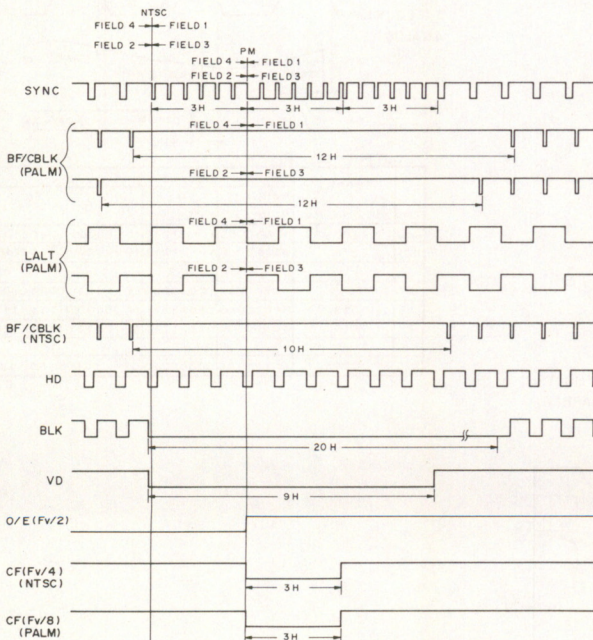 NTSC
FIELD 4 FIELD 1
FIELD 2 FIELD 3
PM
FIELD 4 FIELD 1
FIELD 2 FIELD 3
SYNC
3H 3H 3H
FIELD 4 FIELD 1
BF/CBLK
(PALM)
12H
FIELD 2 FIELD 3
12H
FIELD 4 FIELD 1
LALT
(PALM)
FIELD 2 FIELD 3
BF/CBLK
(NTSC)
10H
HD
BLK
20H
VD
9H
O/E(Fv/2)
CF(Fv/4)
(NTSC)
3H
CF(Fv/8)
(PALM)
3H